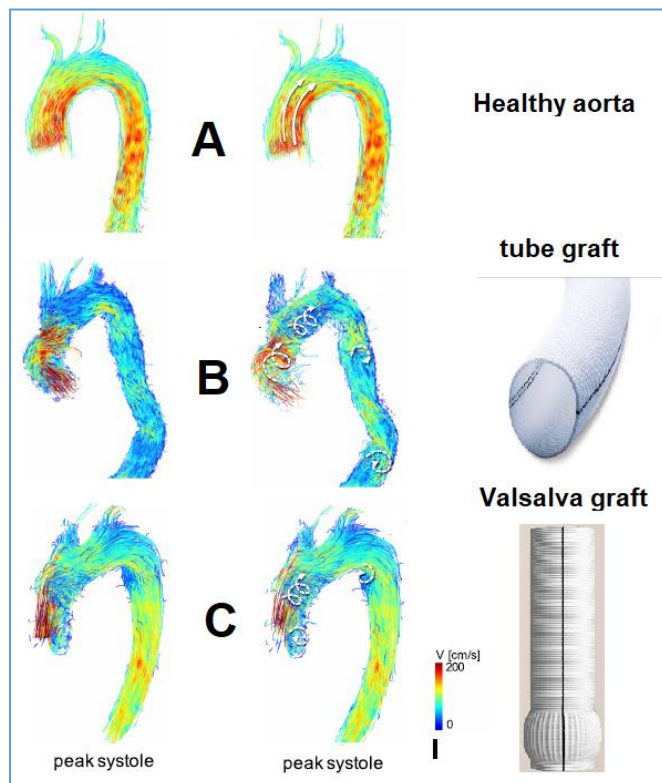 Healthy aorta
A
tube graft
B
Valsalva graft
C
V [cm/s]
200
0
I
peak systole
peak systole